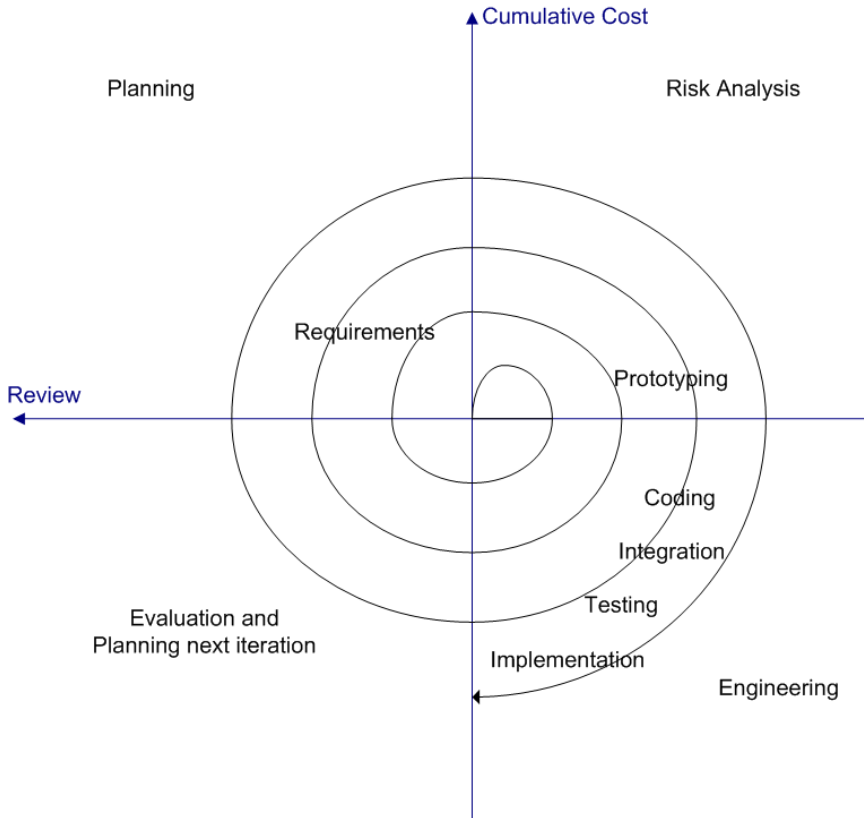 Cumulative Cost
Planning
Risk Analysis
Requirements
Prototyping
Review
Coding
Integration
Testing
Evaluation and
Planning next iteration
Implementation
Engineering